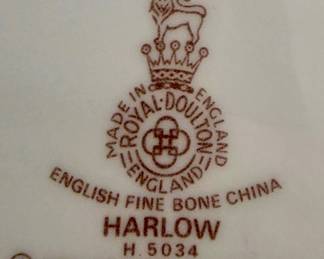 MADE IN ENGLAND
ROYAL·DOULTON
ENGLAND
ENGLISH FINE BONE CHINA
HARLOW
H.5034